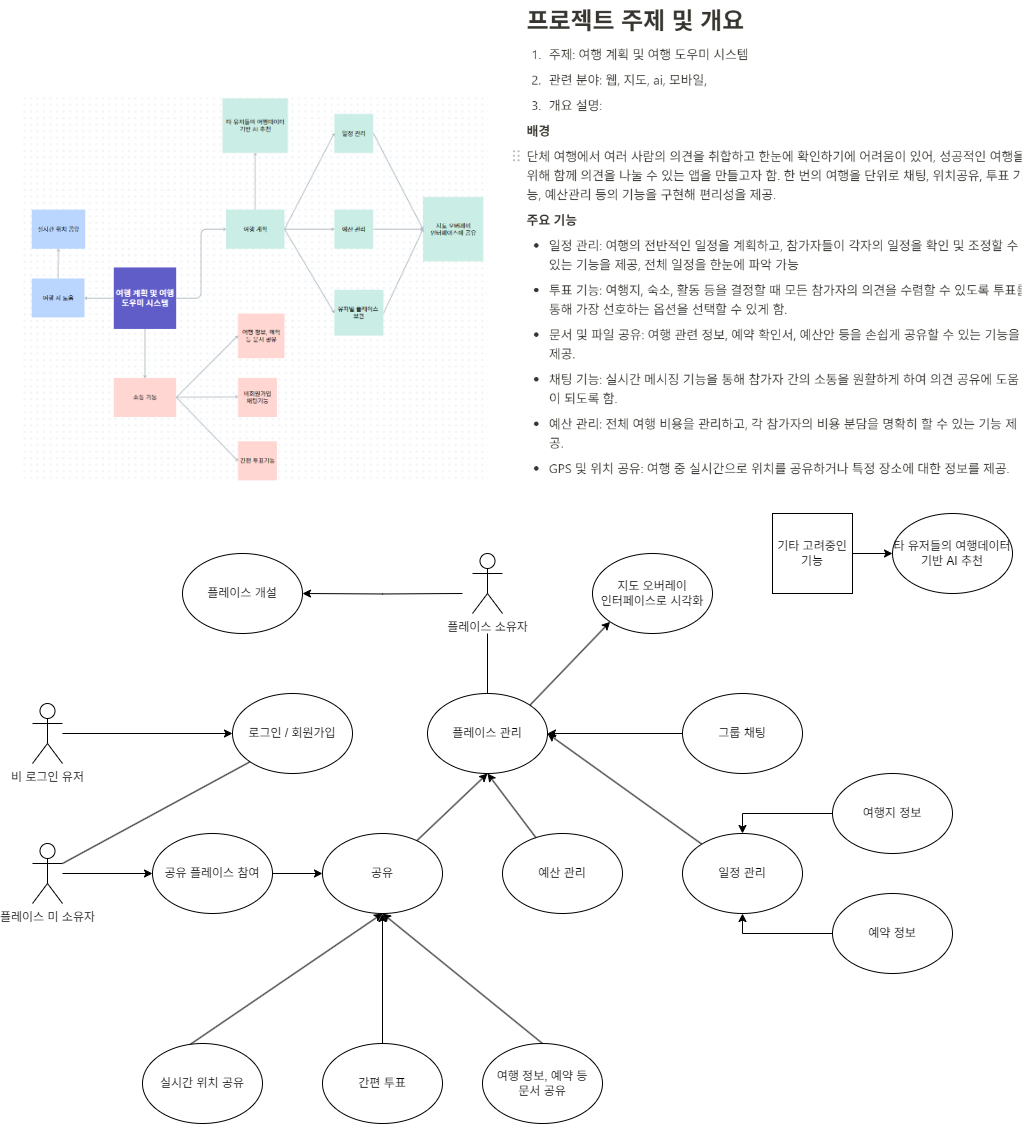 프로젝트 주제 및 개요
1. 주제: 여행 계획 및 여행 도우미 시스템
2. 관련 분야: 웹, 지도, ai, 모바일,
3. 개요 설명:
배경
단체 여행에서 여러 사람의 의견을 취합하고 한눈에 확인하기에 어려움이 있어, 성공적인 여행을
위해 함께 의견을 나눌 수 있는 앱을 만들고자 함. 한 번의 여행을 단위로 채팅, 위치공유, 투표 기
능, 예산관리 등의 기능을 구현해 편리성을 제공.
주요 기능
• 일정 관리: 여행의 전반적인 일정을 계획하고, 참가자들이 각자의 일정을 확인 및 조정할 수
있는 기능을 제공, 전체 일정을 한눈에 파악 가능
• 투표 기능: 여행지, 숙소, 활동 등을 결정할 때 모든 참가자의 의견을 수렴할 수 있도록 투표를
통해 가장 선호하는 옵션을 선택할 수 있게 함.
• 문서 및 파일 공유: 여행 관련 정보, 예약 확인서, 예산안 등을 손쉽게 공유할 수 있는 기능을
제공.
• 채팅 기능: 실시간 메시징 기능을 통해 참가자 간의 소통을 원활하게 하여 의견 공유에 도움
이 되도록 함.
• 예산 관리: 전체 여행 비용을 관리하고, 각 참가자의 비용 분담을 명확히 할 수 있는 기능 제
공.
• GPS 및 위치 공유: 여행 중 실시간으로 위치를 공유하거나 특정 장소에 대한 정보를 제공.
타 유저들의 여행데이터
기반 AI 추천
일정 관리
실시간 위치 공유
여행 계획
예산 관리
지도 오버레이
인터페이스에 공유
여행 시 도움
여행 계획 및 여행
도우미 시스템
유저별 플레이스
보관
여행 정보, 예약
등 문서 공유
소통 기능
비회원가입
채팅기능
간편 투표기능
기타 고려중인
기능
타 유저들의 여행데이터
기반 AI 추천
플레이스 개설
플레이스 소유자
지도 오버레이
인터페이스로 시각화
비 로그인 유저
로그인 / 회원가입
플레이스 관리
그룹 채팅
여행지 정보
플레이스 미 소유자
공유 플레이스 참여
공유
예산 관리
일정 관리
예약 정보
실시간 위치 공유
간편 투표
여행 정보, 예약 등
문서 공유